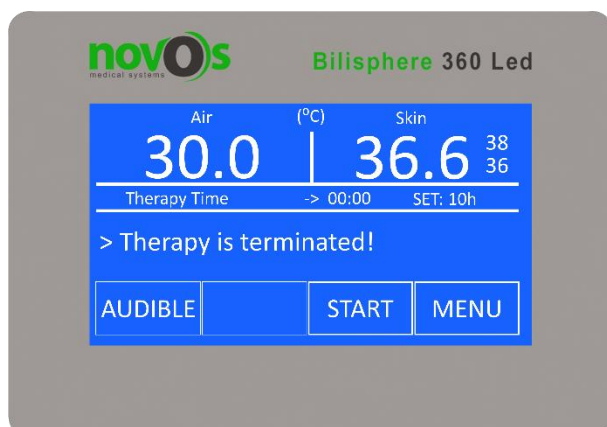 novOs Bilisphere 360 Led
medical systems
Air (°C) Skin
30.0 36.6 38
36
Therapy Time -> 00:00 SET: 10h
> Therapy is terminated!
AUDIBLE START MENU